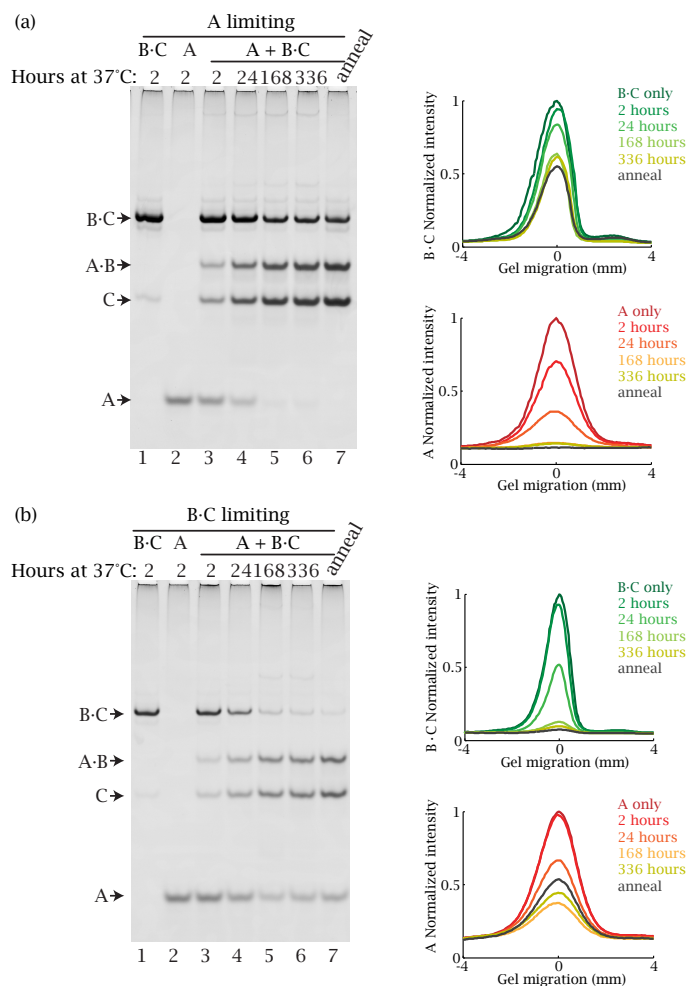 (a)
A limiting
B·C A A + B·C
Hours at 37°C: 2 2 2 24 168 336 anneal
B·C
A·B
C
A
1 2 3 4 5 6 7
B·C Normalized intensity
1
0.5
0
-4 0 4
Gel migration (mm)
B·C only
2 hours
24 hours
168 hours
336 hours
anneal
A Normalized intensity
1
0.5
0
-4 0 4
Gel migration (mm)
A only
2 hours
24 hours
168 hours
336 hours
anneal
(b)
B·C limiting
B·C A A + B·C
Hours at 37°C: 2 2 2 24 168 336 anneal
B·C
A·B
C
A
1 2 3 4 5 6 7
B·C Normalized intensity
1
0.5
0
-4 0 4
Gel migration (mm)
B·C only
2 hours
24 hours
168 hours
336 hours
anneal
A Normalized intensity
1
0.5
0
-4 0 4
Gel migration (mm)
A only
2 hours
24 hours
168 hours
336 hours
anneal